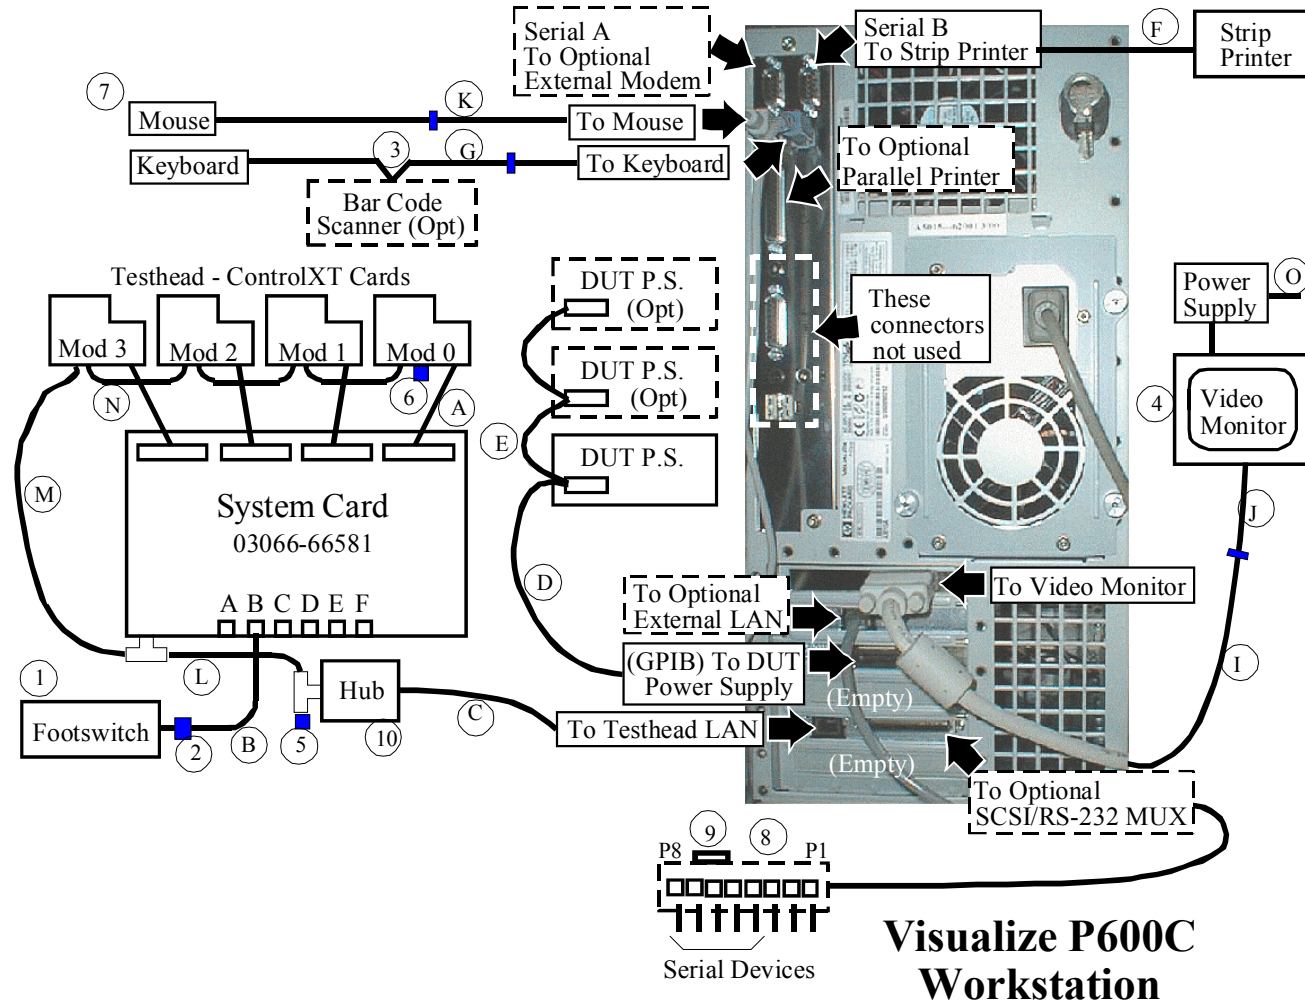 Serial A
To Optional
External Modem
Serial B
To Strip Printer
F
Strip
Printer
7
Mouse
K
To Mouse
Keyboard
3
G
To Keyboard
Bar Code
Scanner (Opt)
To Optional
Parallel Printer
Testhead - ControlXT Cards
Mod 3
Mod 2
Mod 1
Mod 0
N
6
A
DUT P.S.
(Opt)
DUT P.S.
(Opt)
E
DUT P.S.
These
connectors
not used
Power
Supply
O
4
Video
Monitor
M
System Card
03066-66581
A B C D E F
D
J
To Optional
External LAN
To Video Monitor
(GPIB) To DUT
Power Supply
(Empty)
I
1
L
Hub
Footswitch
2
B
5
10
C
To Testhead LAN
(Empty)
To Optional
SCSI/RS-232 MUX
9
8
P8
P1
Serial Devices
Visualize P600C
Workstation